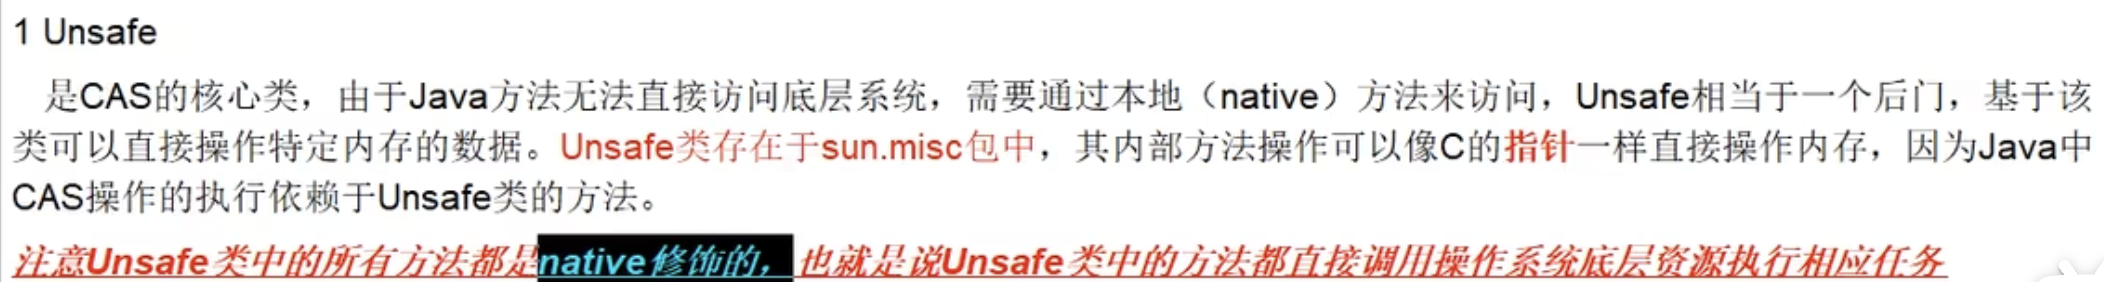 1 Unsafe
是CAS的核心类，由于Java方法无法直接访问底层系统，需要通过本地（native）方法来访问，Unsafe相当于一个后门，基于该
类可以直接操作特定内存的数据。Unsafe类存在于sun.misc包中，其内部方法操作可以像C的指针一样直接操作内存，因为Java中
CAS操作的执行依赖于Unsafe类的方法。
注意Unsafe类中的所有方法都是native修饰的，也就是说Unsafe类中的方法都直接调用操作系统底层资源执行相应任务